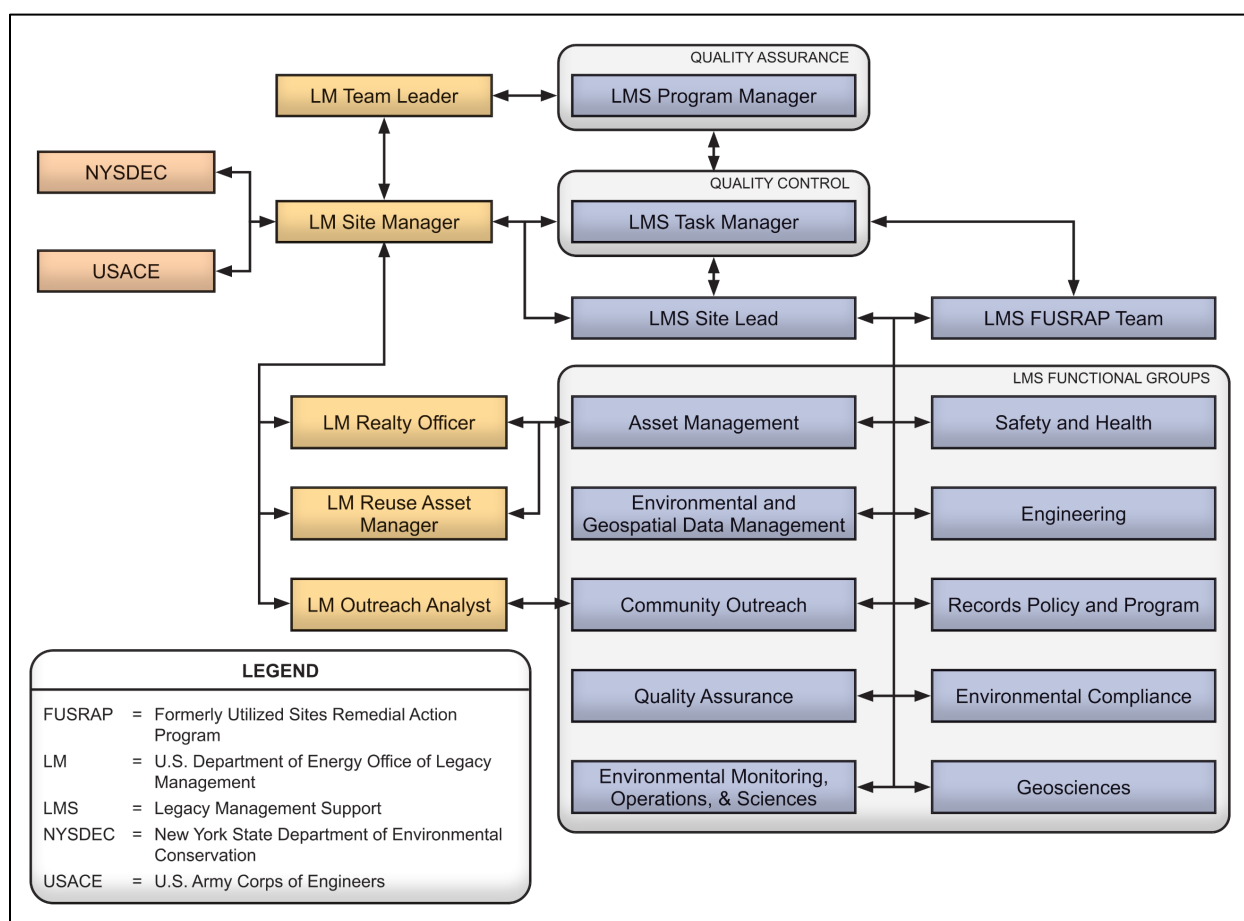 QUALITY ASSURANCE
LM Team Leader
LMS Program Manager
NYSDEC
QUALITY CONTROL
LM Site Manager
LMS Task Manager
USACE
LMS Site Lead
LMS FUSRAP Team
LMS FUNCTIONAL GROUPS
LM Realty Officer
Asset Management
Safety and Health
LM Reuse Asset
Manager
Environmental and
Geospatial Data Management
Engineering
LM Outreach Analyst
Community Outreach
Records Policy and Program
Quality Assurance
Environmental Compliance
Environmental Monitoring,
Operations, & Sciences
Geosciences
LEGEND
FUSRAP = Formerly Utilized Sites Remedial Action
Program
LM = U.S. Department of Energy Office of Legacy
Management
LMS = Legacy Management Support
NYSDEC = New York State Department of Environmental
Conservation
USACE = U.S. Army Corps of Engineers